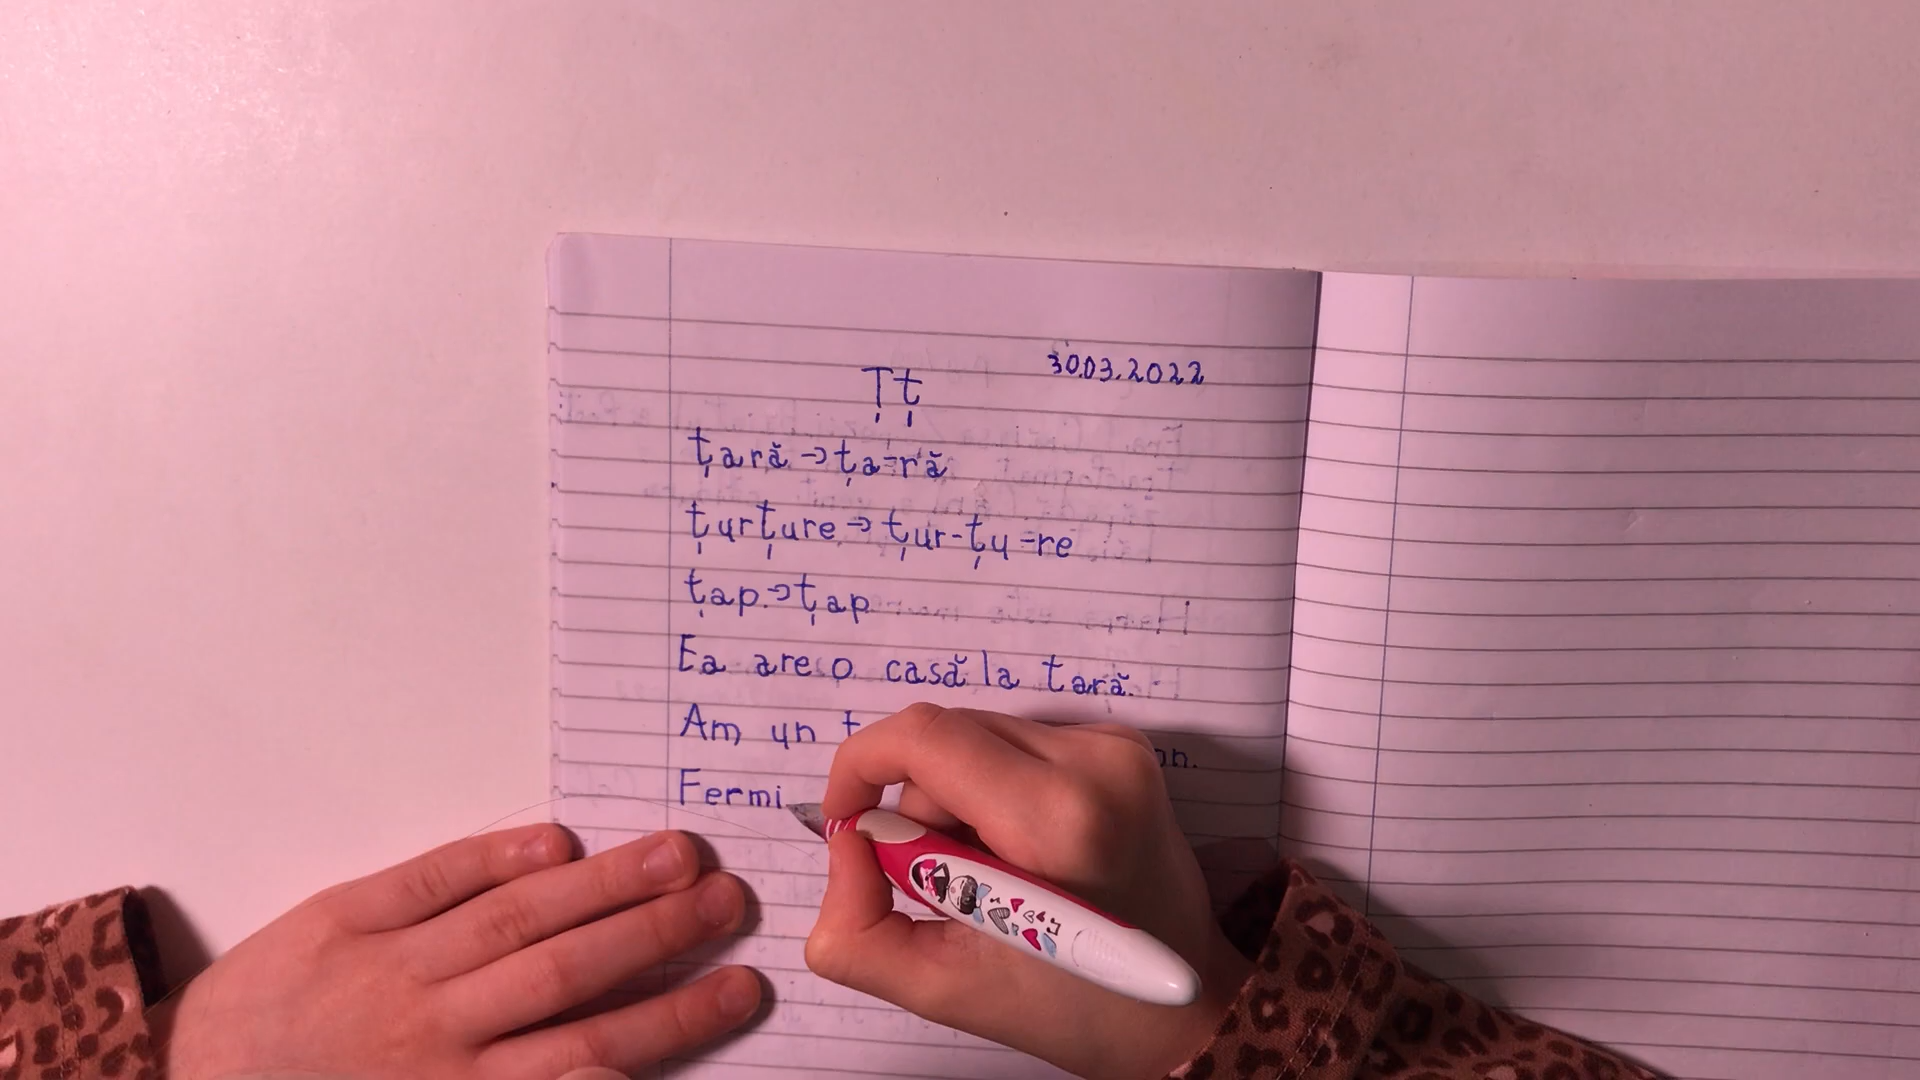 30.03.2022
Țț
țară → ța-ră
țurțure → țur-țu-re
țap. → țap
Ea are o casă la tară.
Am un
Fermi